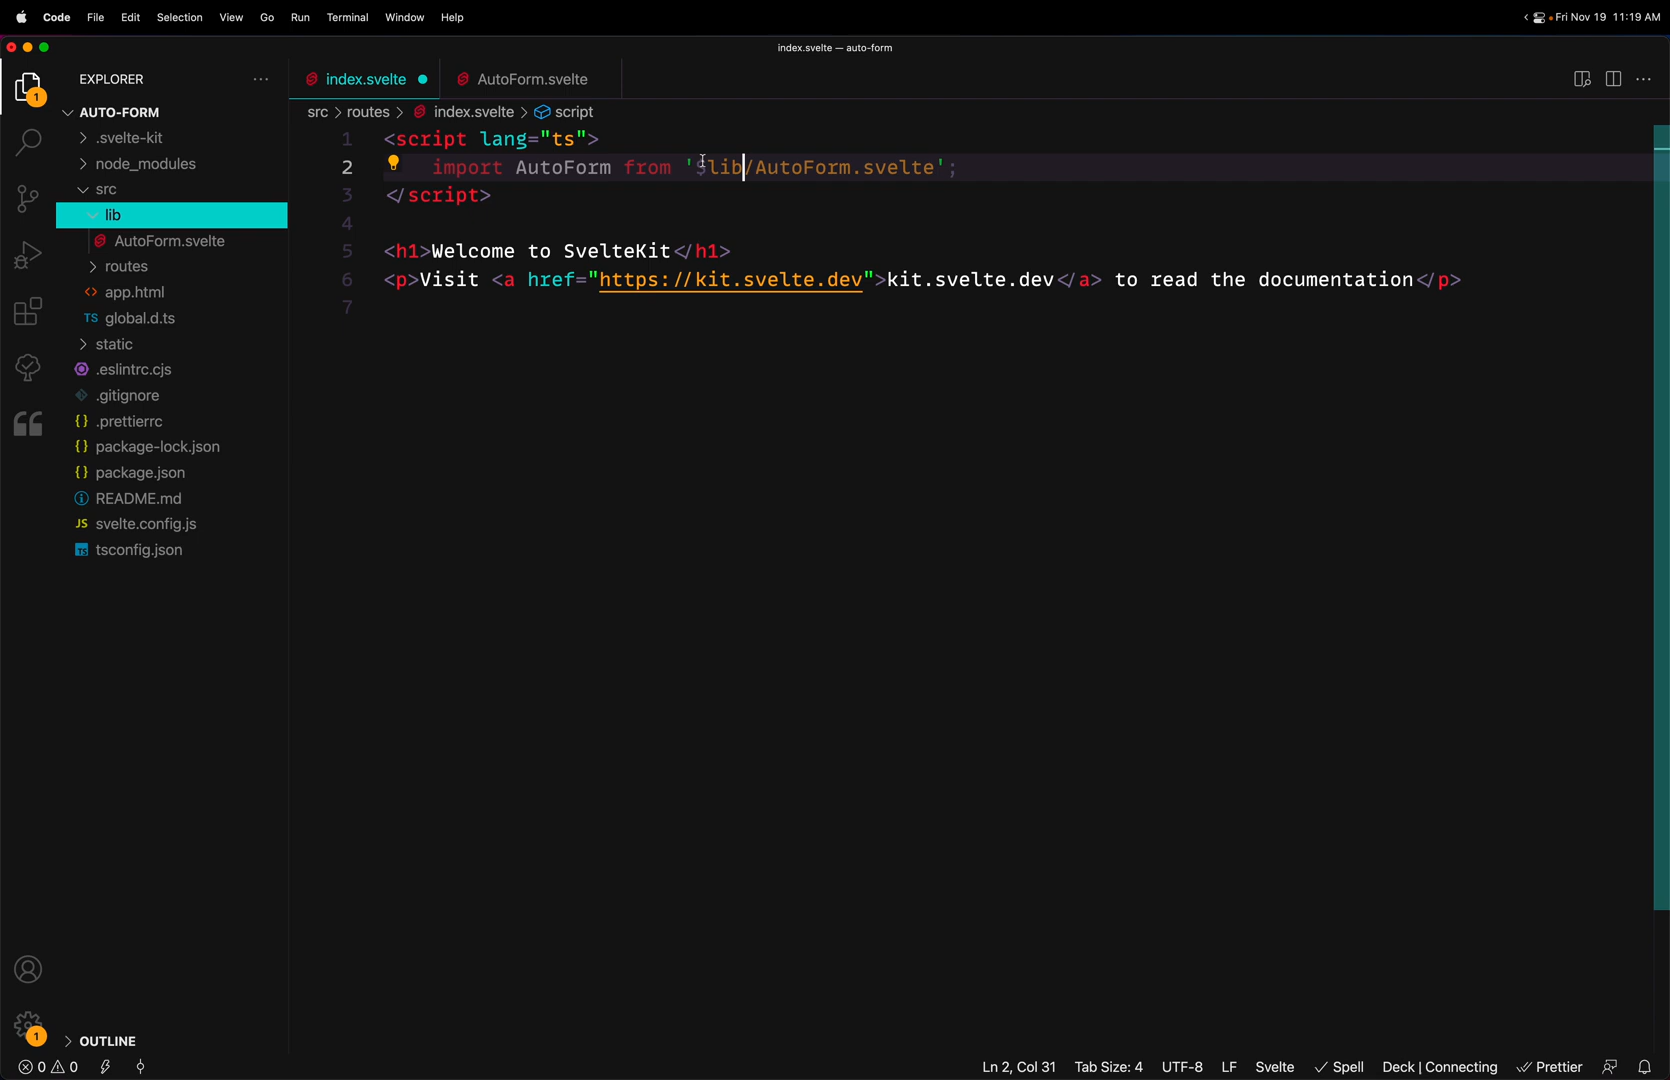 Code File Edit Selection View Go Run Terminal Window Help Fri Nov 19 11:19 AM
index.svelte — auto-form
EXPLORER
index.svelte AutoForm.svelte
1
AUTO-FORM
src > routes > index.svelte > script
.svelte-kit
node_modules
src
lib
AutoForm.svelte
routes
app.html
TS global.d.ts
static
.eslintrc.cjs
.gitignore
{} .prettierrc
{} package-lock.json
{} package.json
README.md
JS svelte.config.js
TS tsconfig.json
1 <script lang="ts">
2 import AutoForm from '$lib/AutoForm.svelte';
3 </script>
4
5 <h1>Welcome to SvelteKit</h1>
6 <p>Visit <a href="https://kit.svelte.dev">kit.svelte.dev</a> to read the documentation</p>
7
1
OUTLINE
0 0 Ln 2, Col 31 Tab Size: 4 UTF-8 LF Svelte Spell Deck | Connecting Prettier